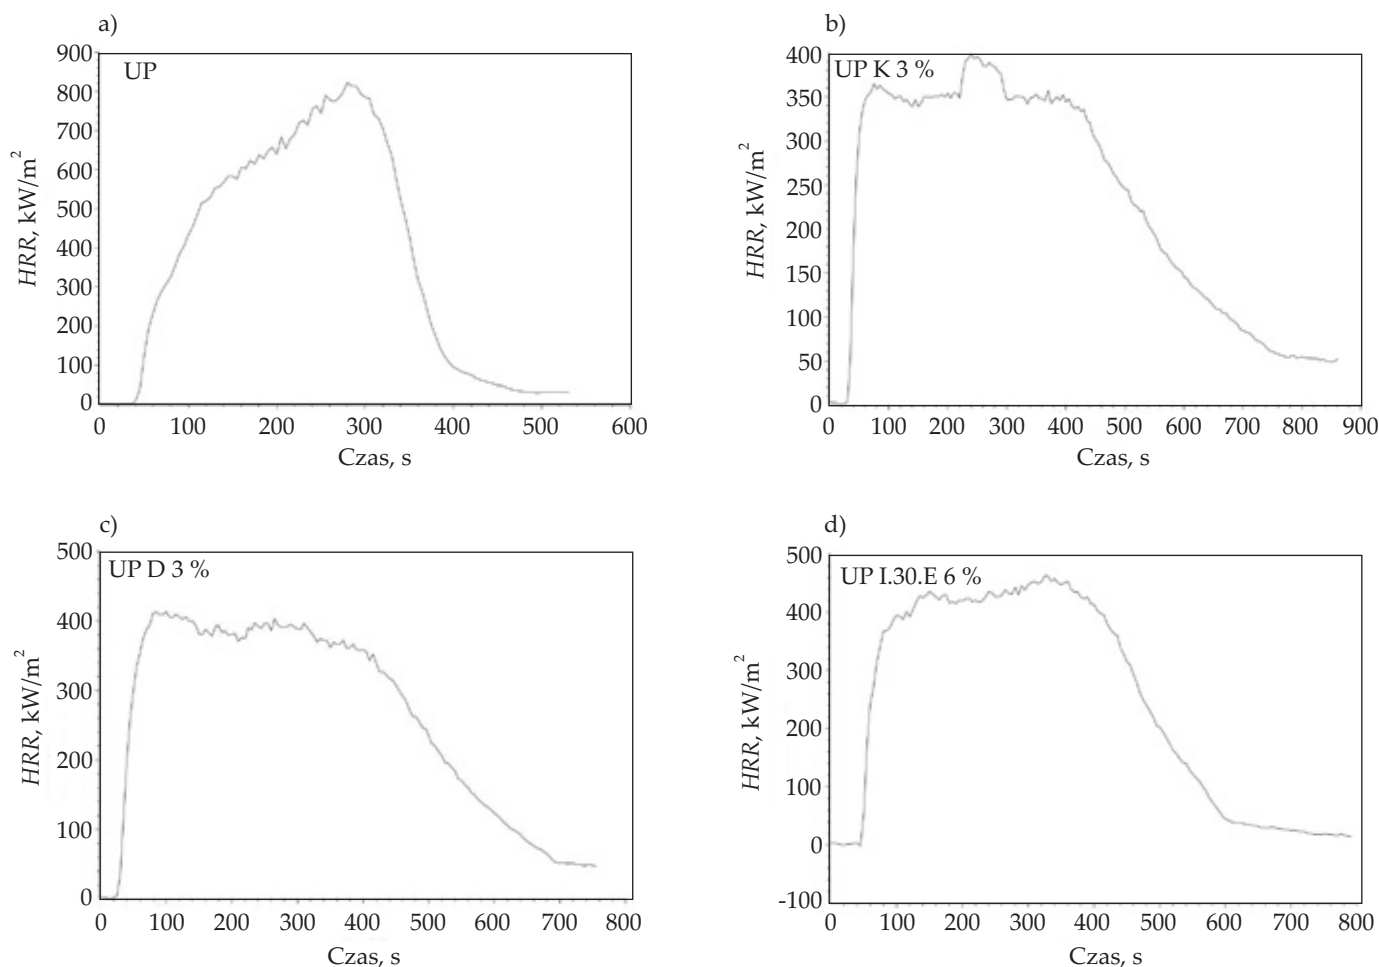 a)
UP
900
800
700
600
500
400
300
200
100
0
HRR, kW/m²
0 100 200 300 400 500 600
Czas, s
b)
UP K 3 %
400
350
300
250
200
150
100
50
0
HRR, kW/m²
0 100 200 300 400 500 600 700 800 900
Czas, s
c)
UP D 3 %
500
400
300
200
100
0
HRR, kW/m²
0 100 200 300 400 500 600 700 800
Czas, s
d)
UP I.30.E 6 %
500
400
300
200
100
0
-100
HRR, kW/m²
0 100 200 300 400 500 600 700 800
Czas, s